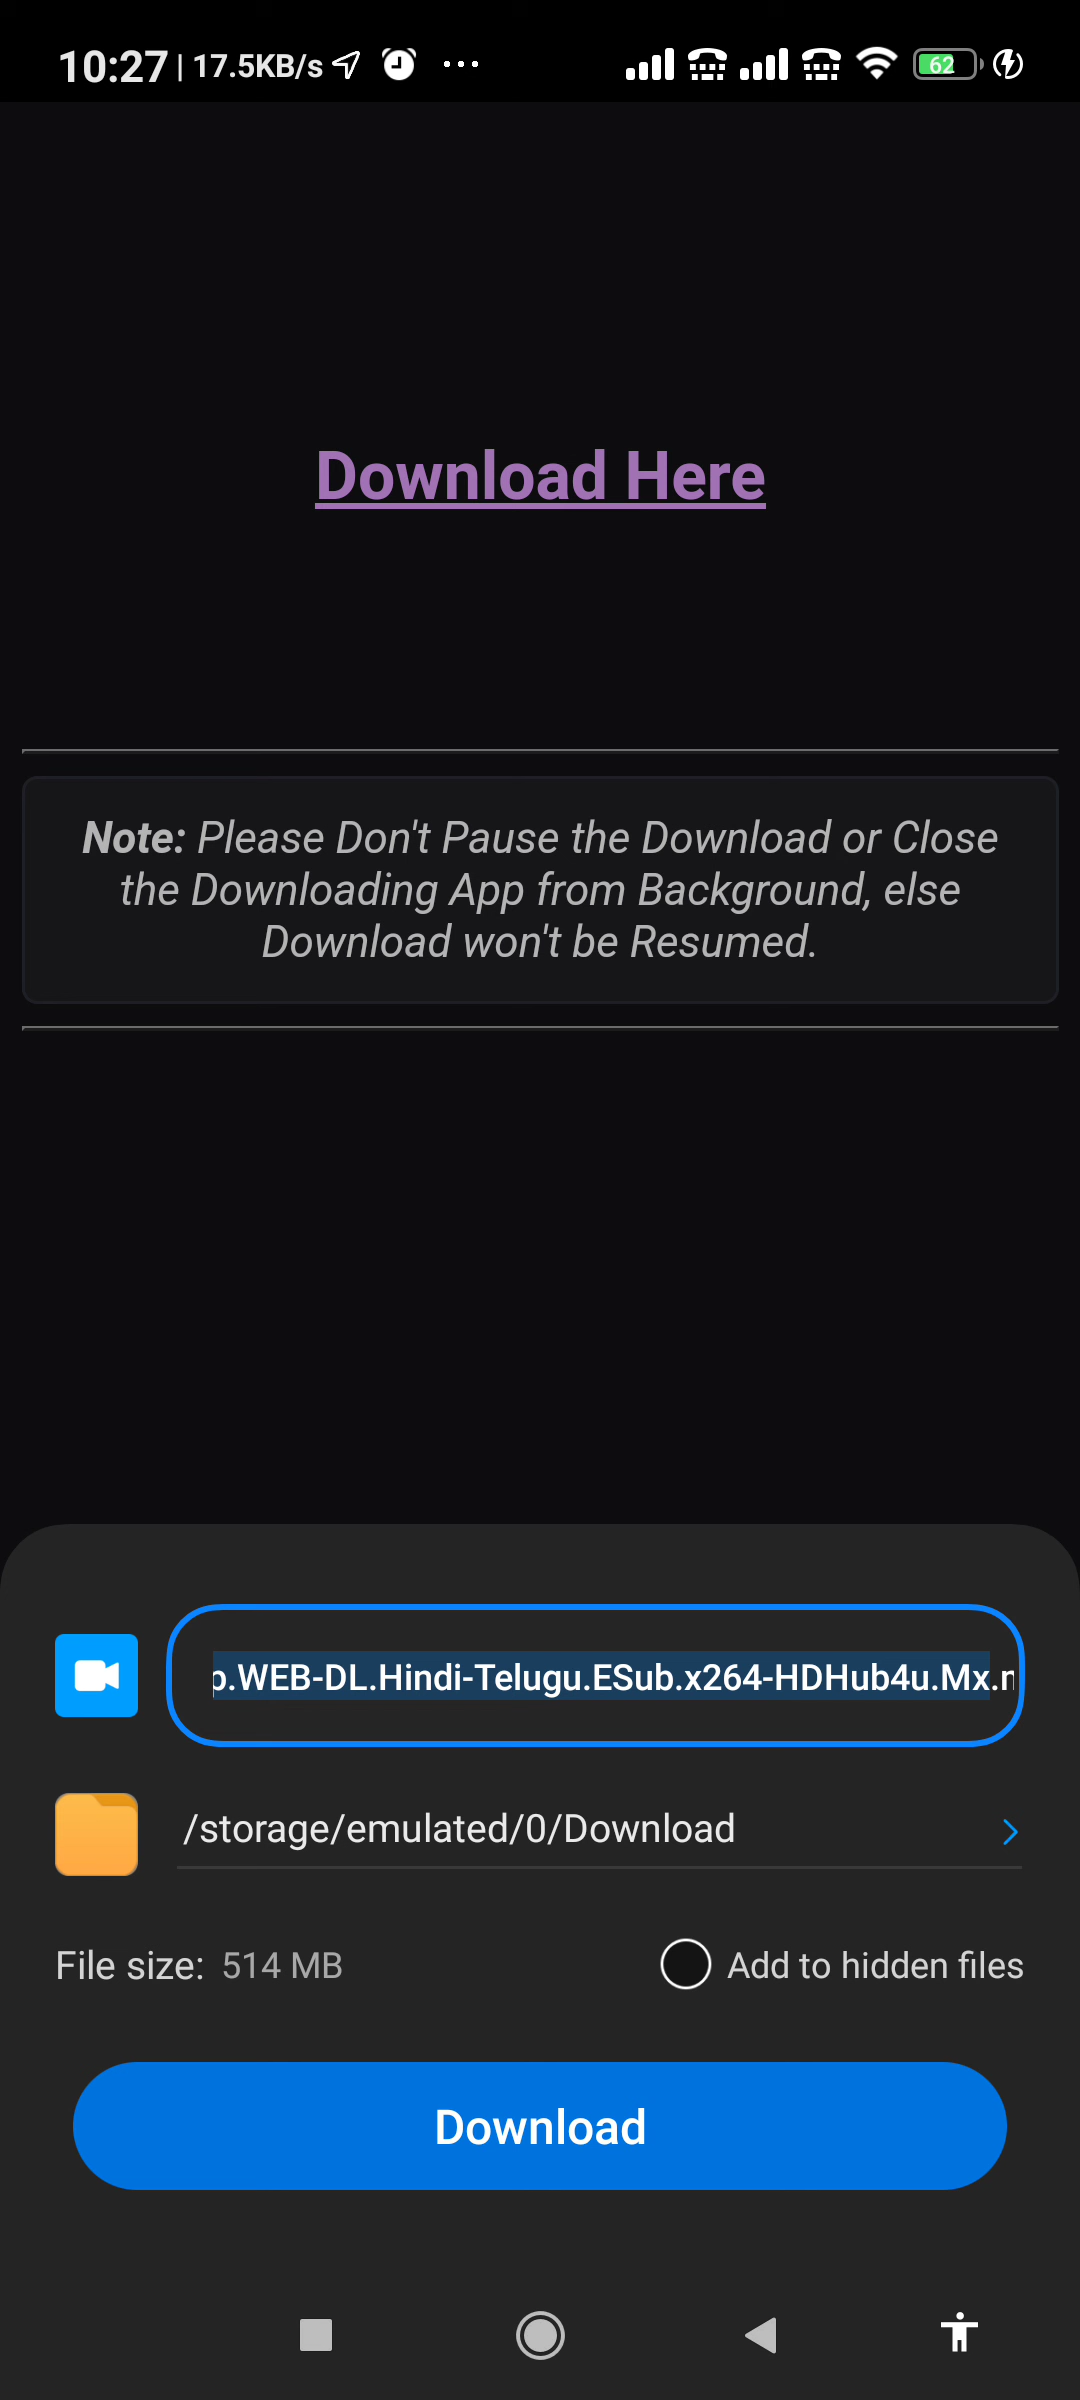 10:27 | 17.5KB/s
62
Download Here
Note: Please Don't Pause the Download or Close
the Downloading App from Background, else
Download won't be Resumed.
.WEB-DL.Hindi-Telugu.ESub.x264-HDHub4u.Mx.
/storage/emulated/0/Download
File size: 514 MB
Add to hidden files
Download